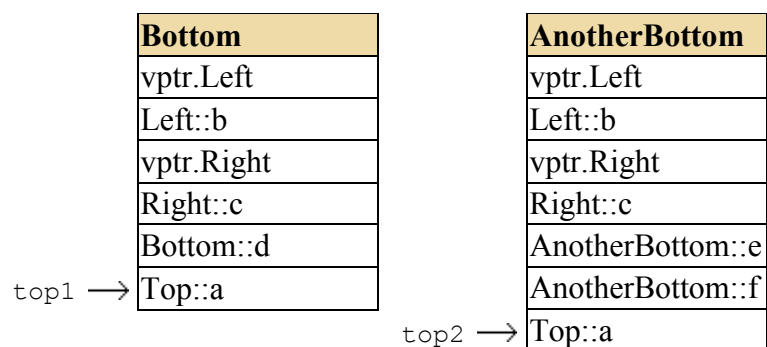 Bottom
vptr.Left
Left::b
vptr.Right
Right::c
Bottom::d
top1 → Top::a
AnotherBottom
vptr.Left
Left::b
vptr.Right
Right::c
AnotherBottom::e
AnotherBottom::f
top2 → Top::a